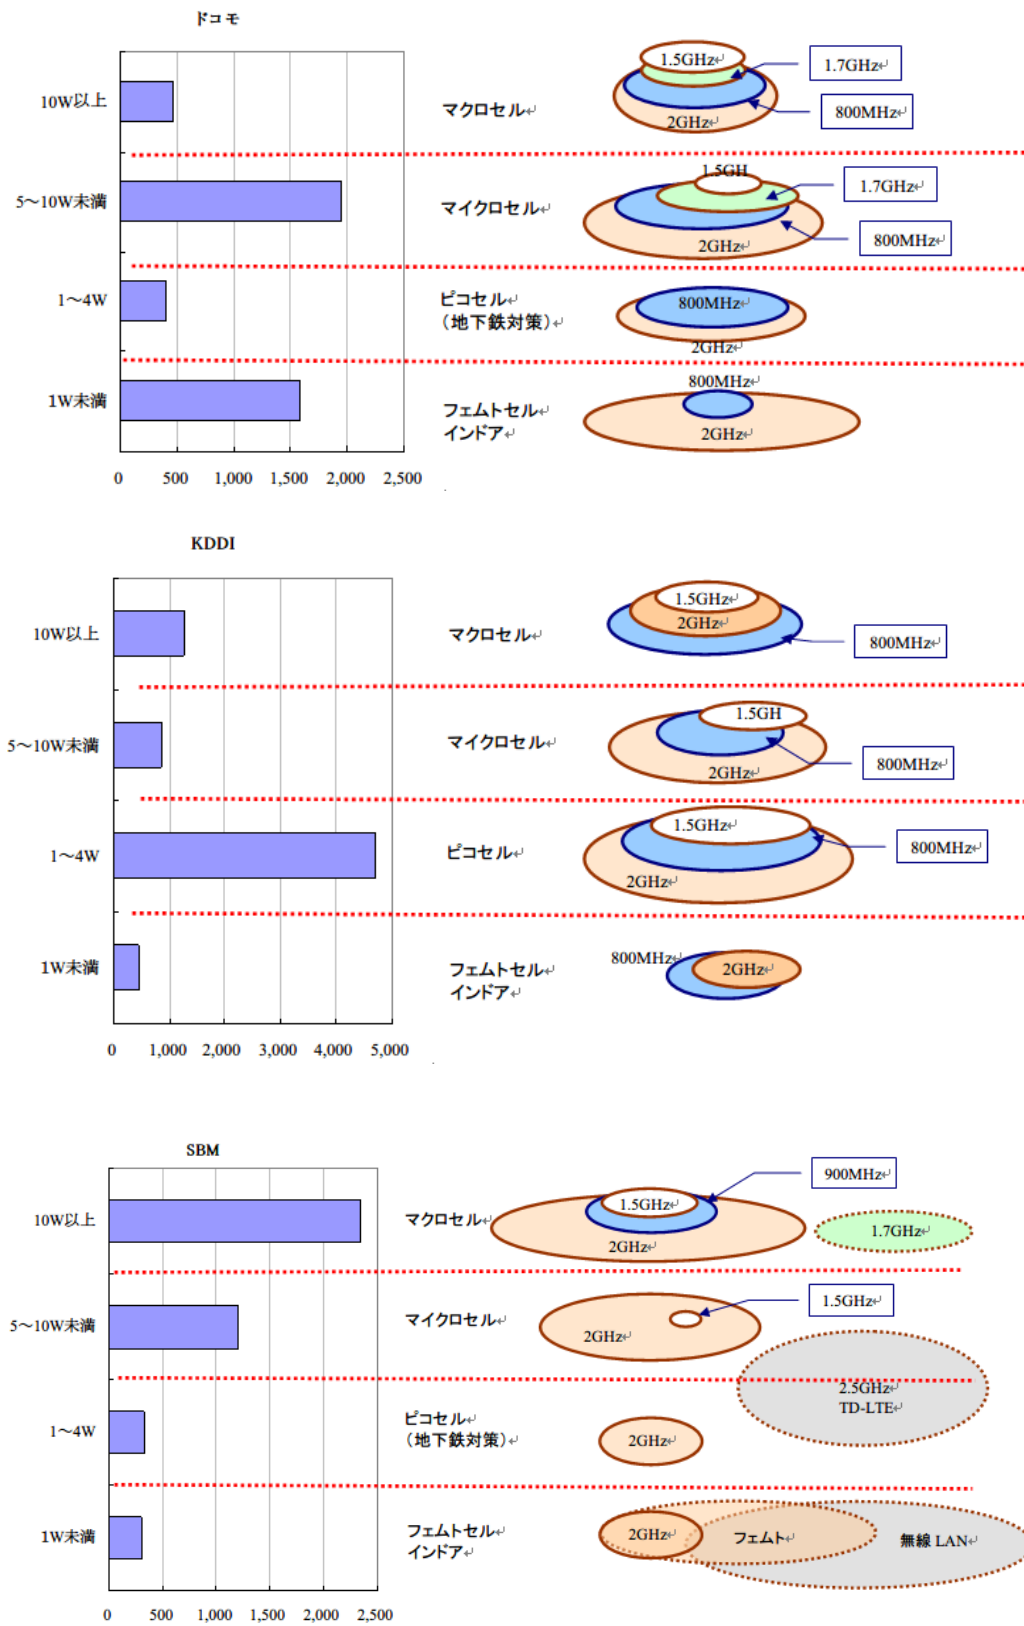 ドコモ
10W以上
マクロセル
1.5GHz
1.7GHz
800MHz
2GHz
5～10W未満
マイクロセル
1.5GH
1.7GHz
800MHz
2GHz
1～4W
ピコセル
（地下鉄対策）
800MHz
2GHz
1W未満
フェムトセル
インドア
800MHz
2GHz
0 500 1,000 1,500 2,000 2,500
KDDI
10W以上
マクロセル
1.5GHz
2GHz
800MHz
5～10W未満
マイクロセル
1.5GH
800MHz
2GHz
1～4W
ピコセル
1.5GHz
800MHz
2GHz
1W未満
フェムトセル
インドア
800MHz
2GHz
0 1,000 2,000 3,000 4,000 5,000
SBM
10W以上
マクロセル
900MHz
1.5GHz
2GHz
1.7GHz
5～10W未満
マイクロセル
1.5GHz
2GHz
2.5GHz
TD-LTE
1～4W
ピコセル
（地下鉄対策）
2GHz
1W未満
フェムトセル
インドア
2GHz
フェムト
無線 LAN
0 500 1,000 1,500 2,000 2,500